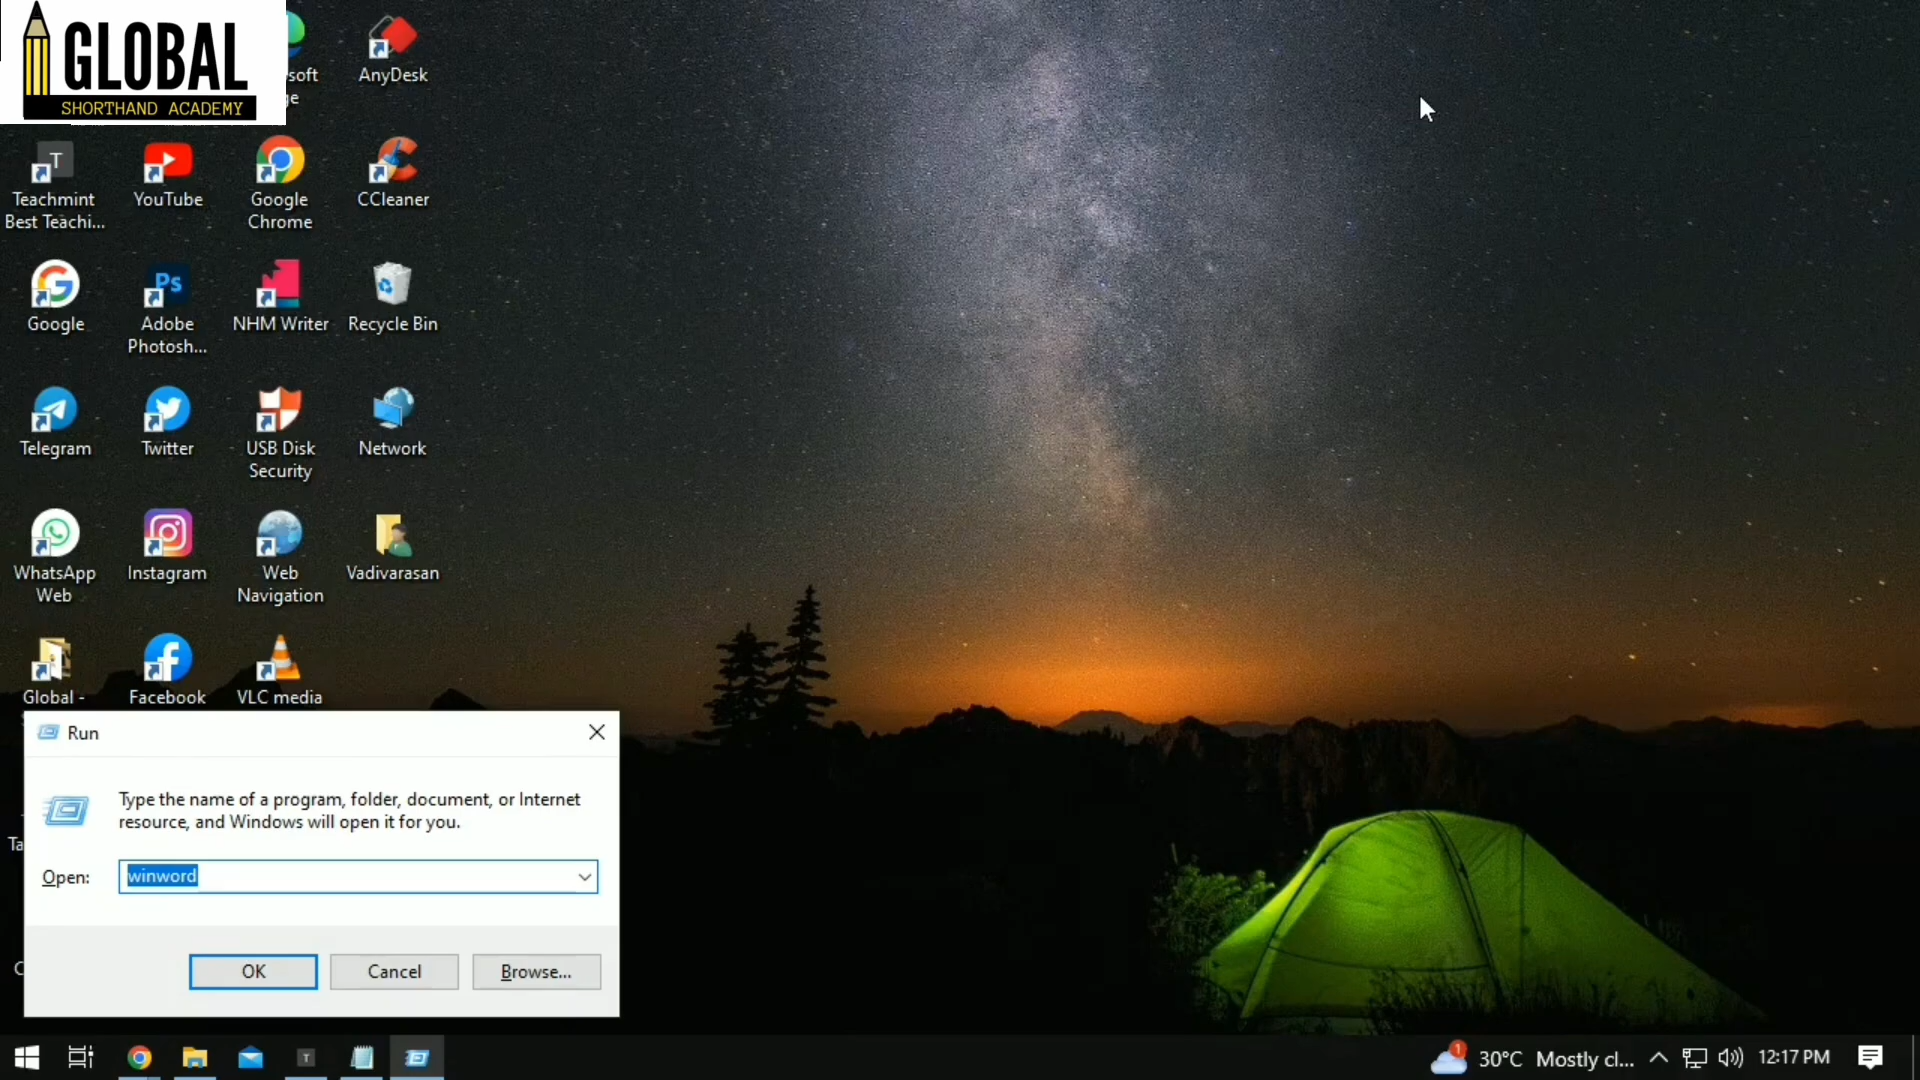 GLOBAL
SHORTHAND ACADEMY
AnyDesk
Teachmint
Best Teachi...
YouTube
Google
Chrome
CCleaner
Google
Adobe
Photosh...
NHM Writer
Recycle Bin
Telegram
Twitter
USB Disk
Security
Network
WhatsApp
Web
Instagram
Web
Navigation
Vadivarasan
Global -
Facebook
VLC media
Run
Type the name of a program, folder, document, or Internet
resource, and Windows will open it for you.
Open:
winword
OK
Cancel
Browse...
30°C Mostly cl...
12:17 PM